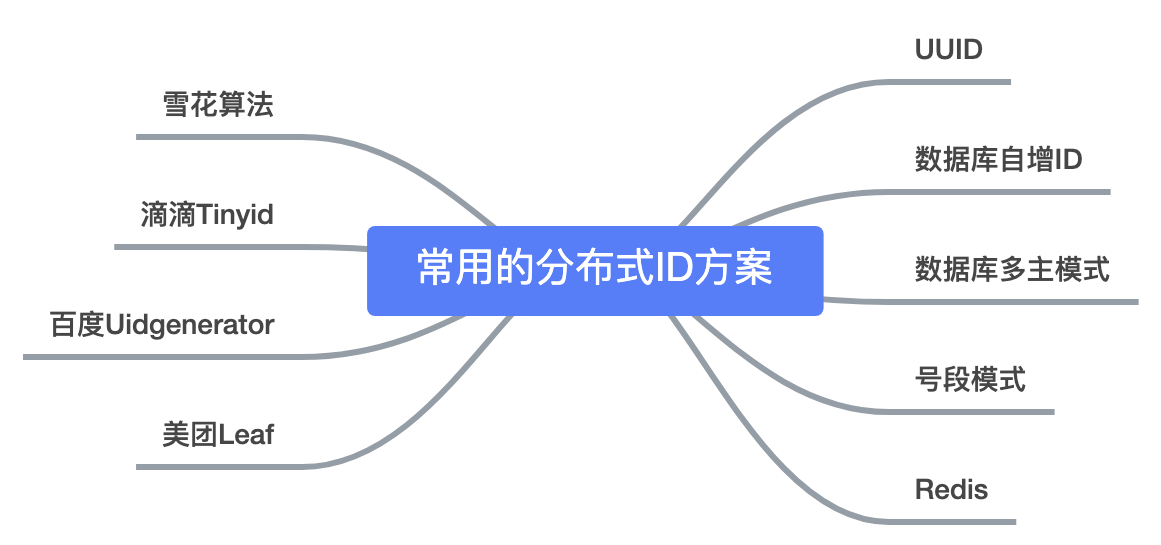 常用的分布式ID方案
UUID
数据库自增ID
数据库多主模式
号段模式
Redis
雪花算法
滴滴Tinyid
百度Uidgenerator
美团Leaf